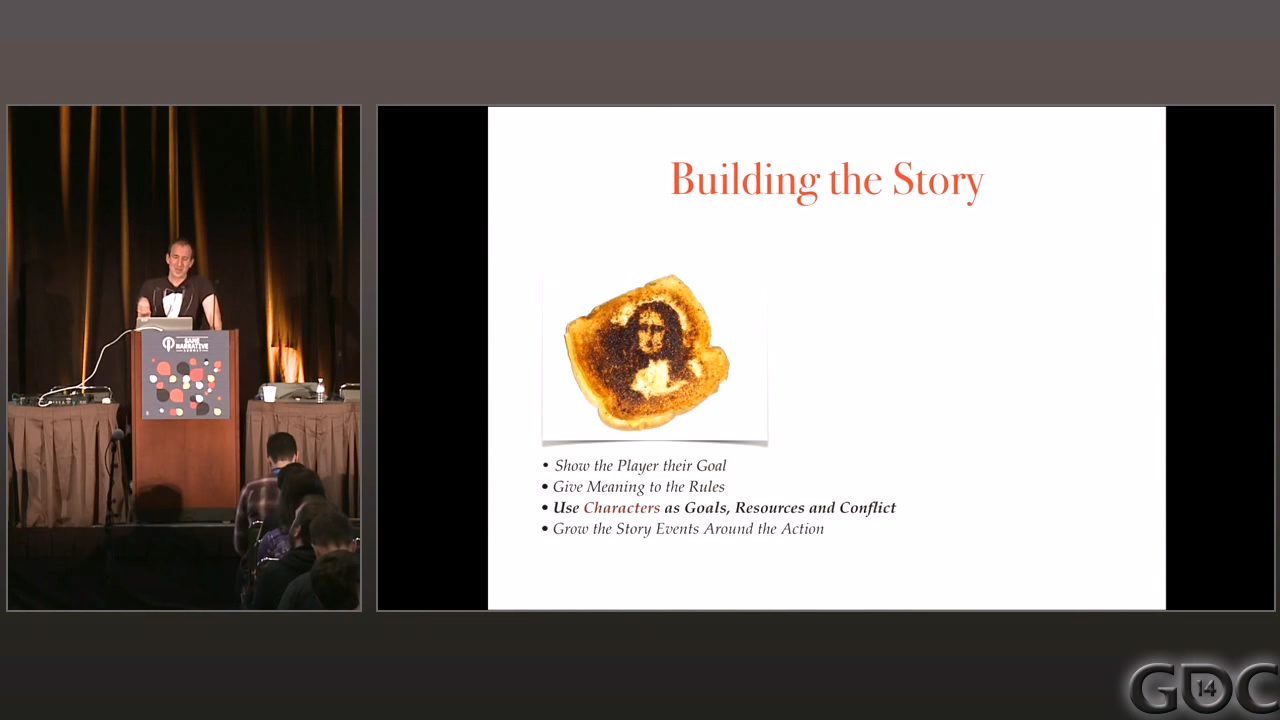 Building the Story
• Show the Player their Goal
• Give Meaning to the Rules
• Use Characters as Goals, Resources and Conflict
• Grow the Story Events Around the Action
GAME
NARRATIVE
SUMMIT
GDC
14